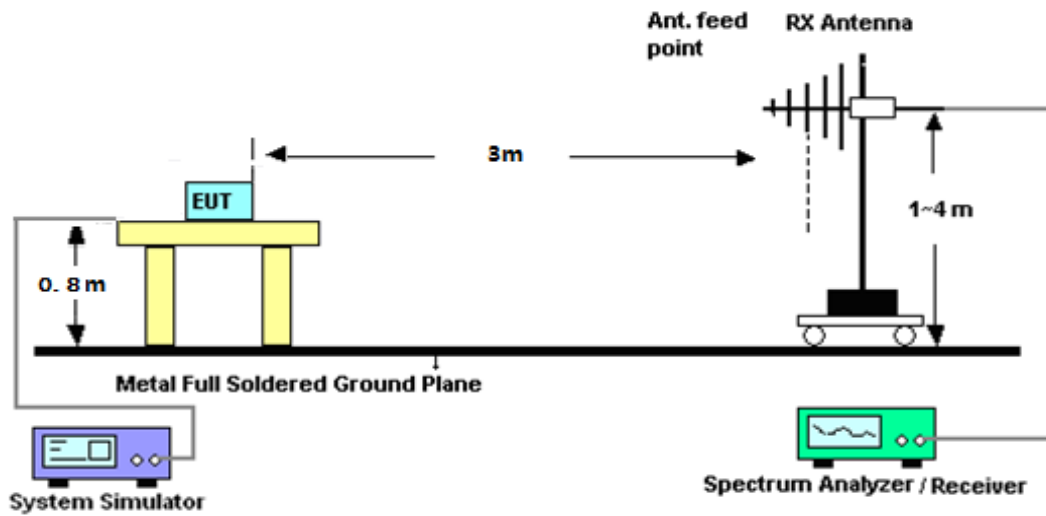 Ant. feed
point
RX Antenna
3m
EUT
1~4 m
0. 8 m
Metal Full Soldered Ground Plane
System Simulator
Spectrum Analyzer / Receiver